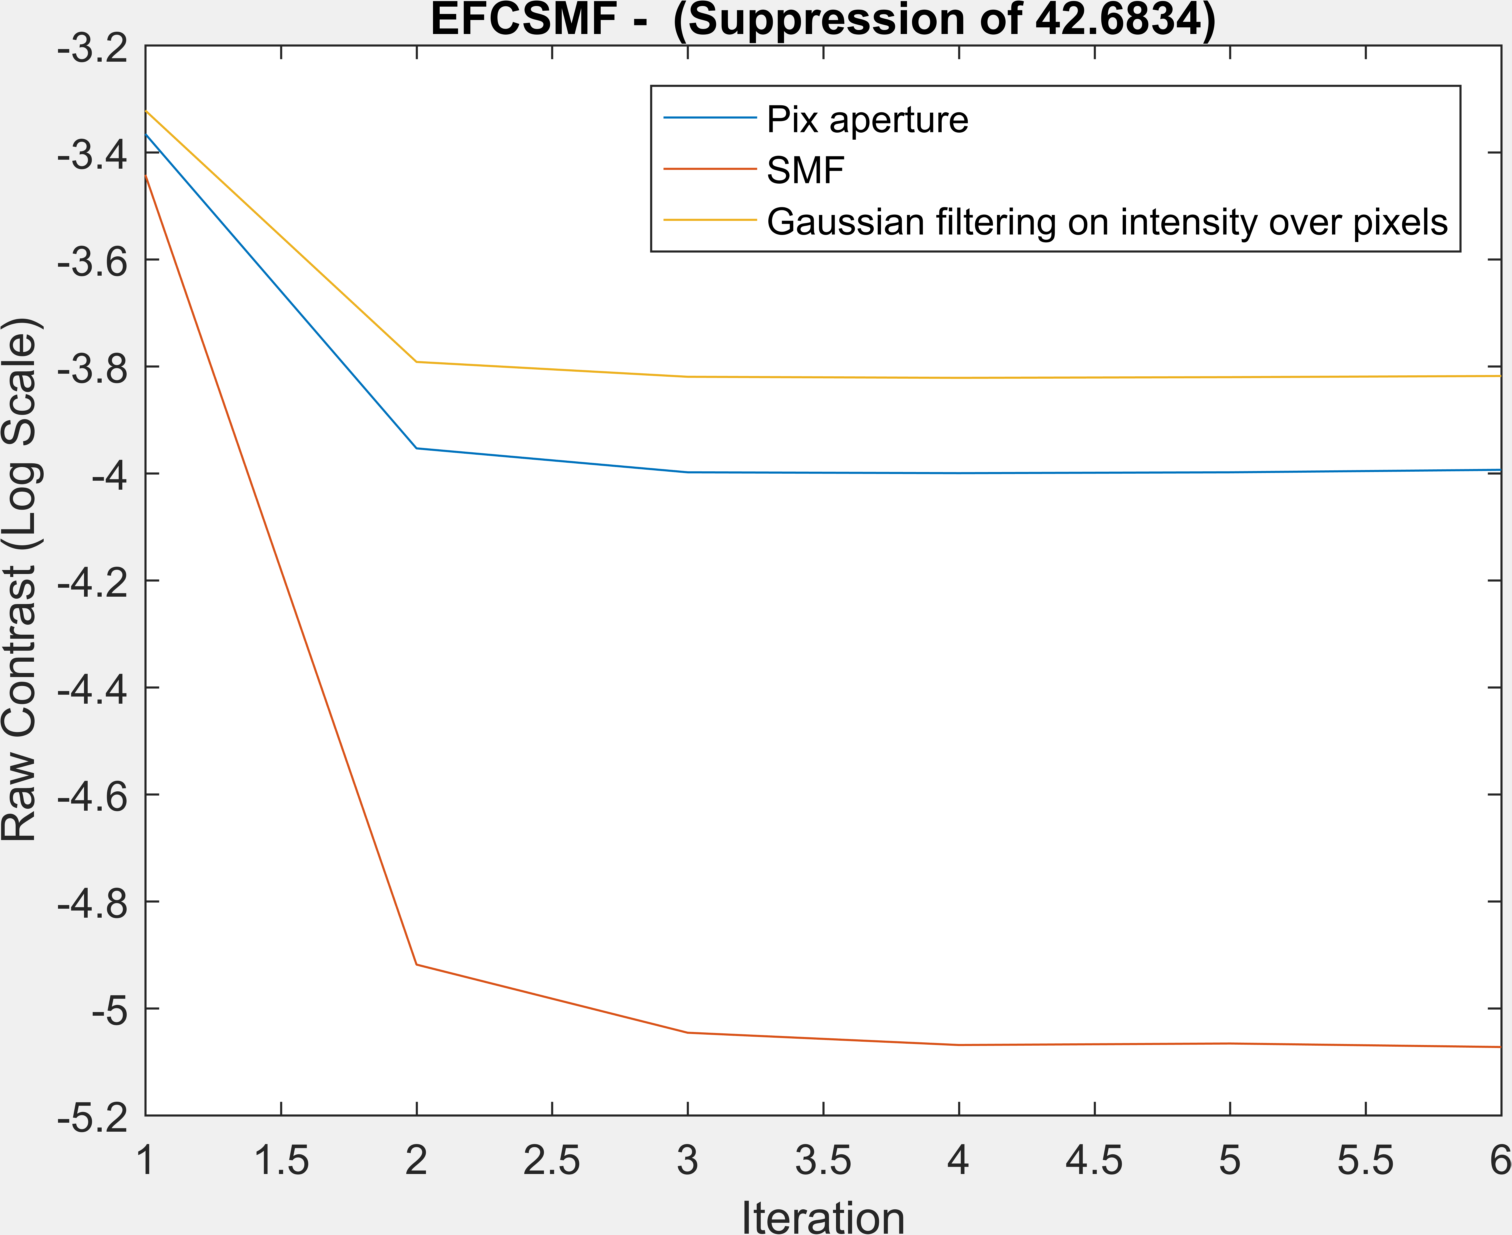 EFCSMF -  (Suppression of 42.6834)
Pix aperture
SMF
Gaussian filtering on intensity over pixels
Raw Contrast (Log Scale)
-3.2
-3.4
-3.6
-3.8
-4
-4.2
-4.4
-4.6
-4.8
-5
-5.2
1 1.5 2 2.5 3 3.5 4 4.5 5 5.5 6
Iteration